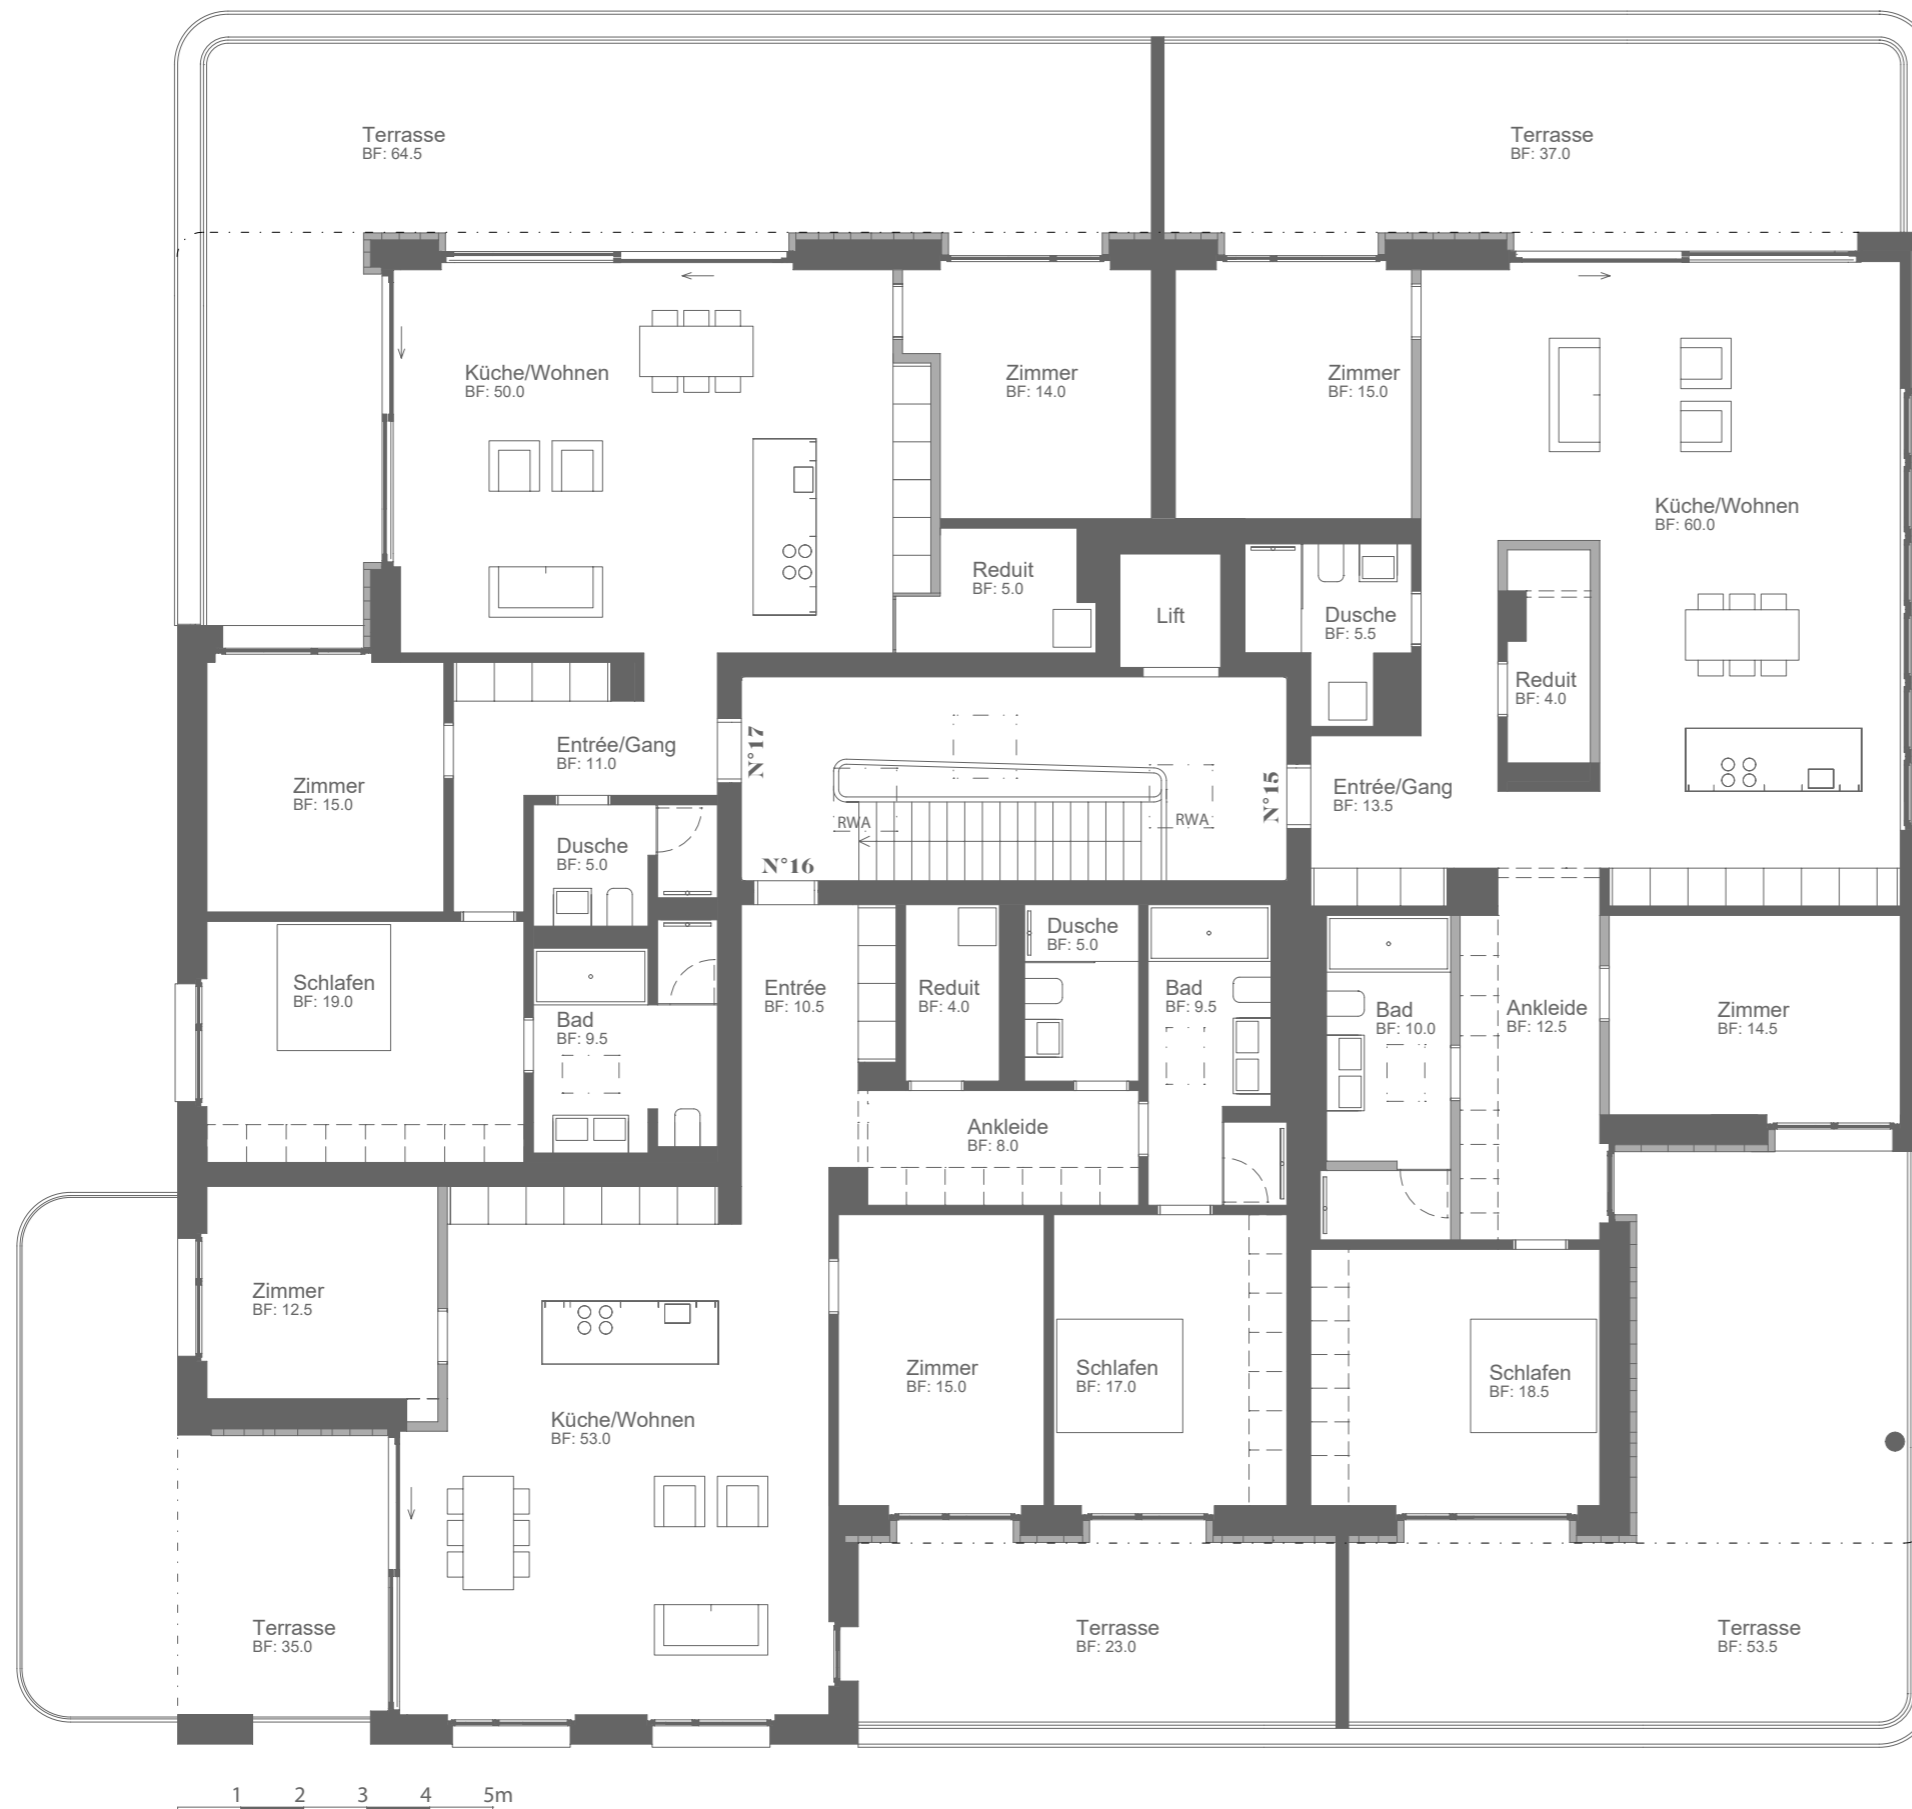 Terrasse
BF: 64.5
Terrasse
BF: 37.0
Küche/Wohnen
BF: 50.0
Zimmer
BF: 14.0
Zimmer
BF: 15.0
Küche/Wohnen
BF: 60.0
Reduit
BF: 5.0
Lift
Dusche
BF: 5.5
Reduit
BF: 4.0
Entrée/Gang
BF: 11.0
N°17
Zimmer
BF: 15.0
N°15
Entrée/Gang
BF: 13.5
RWA
RWA
Dusche
BF: 5.0
N°16
Schlafen
BF: 19.0
Bad
BF: 9.5
Entrée
BF: 10.5
Reduit
BF: 4.0
Dusche
BF: 5.0
Bad
BF: 9.5
Bad
BF: 10.0
Ankleide
BF: 12.5
Zimmer
BF: 14.5
Ankleide
BF: 8.0
Zimmer
BF: 12.5
Küche/Wohnen
BF: 53.0
Zimmer
BF: 15.0
Schlafen
BF: 17.0
Schlafen
BF: 18.5
Terrasse
BF: 35.0
Terrasse
BF: 23.0
Terrasse
BF: 53.5
1 2 3 4 5m